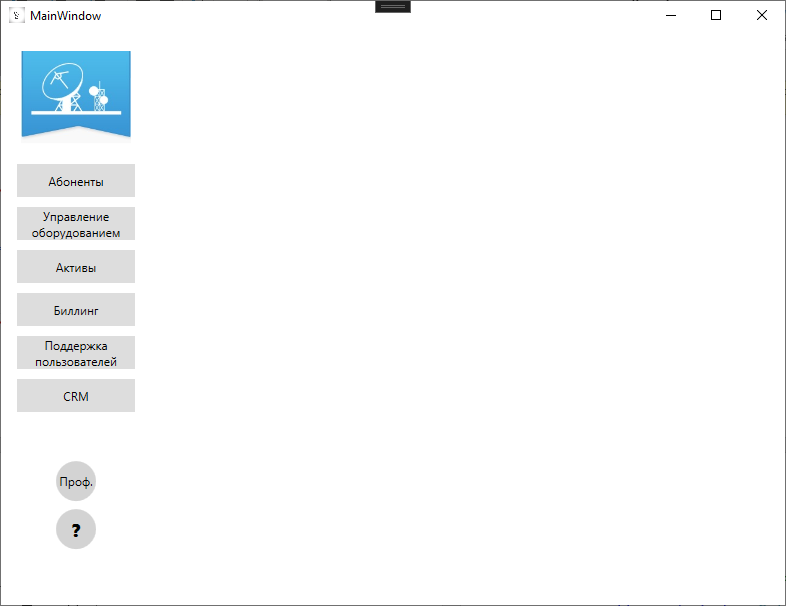 MainWindow
Абоненты
Управление
оборудованием
Активы
Биллинг
Поддержка
пользователей
CRM
Проф.
?